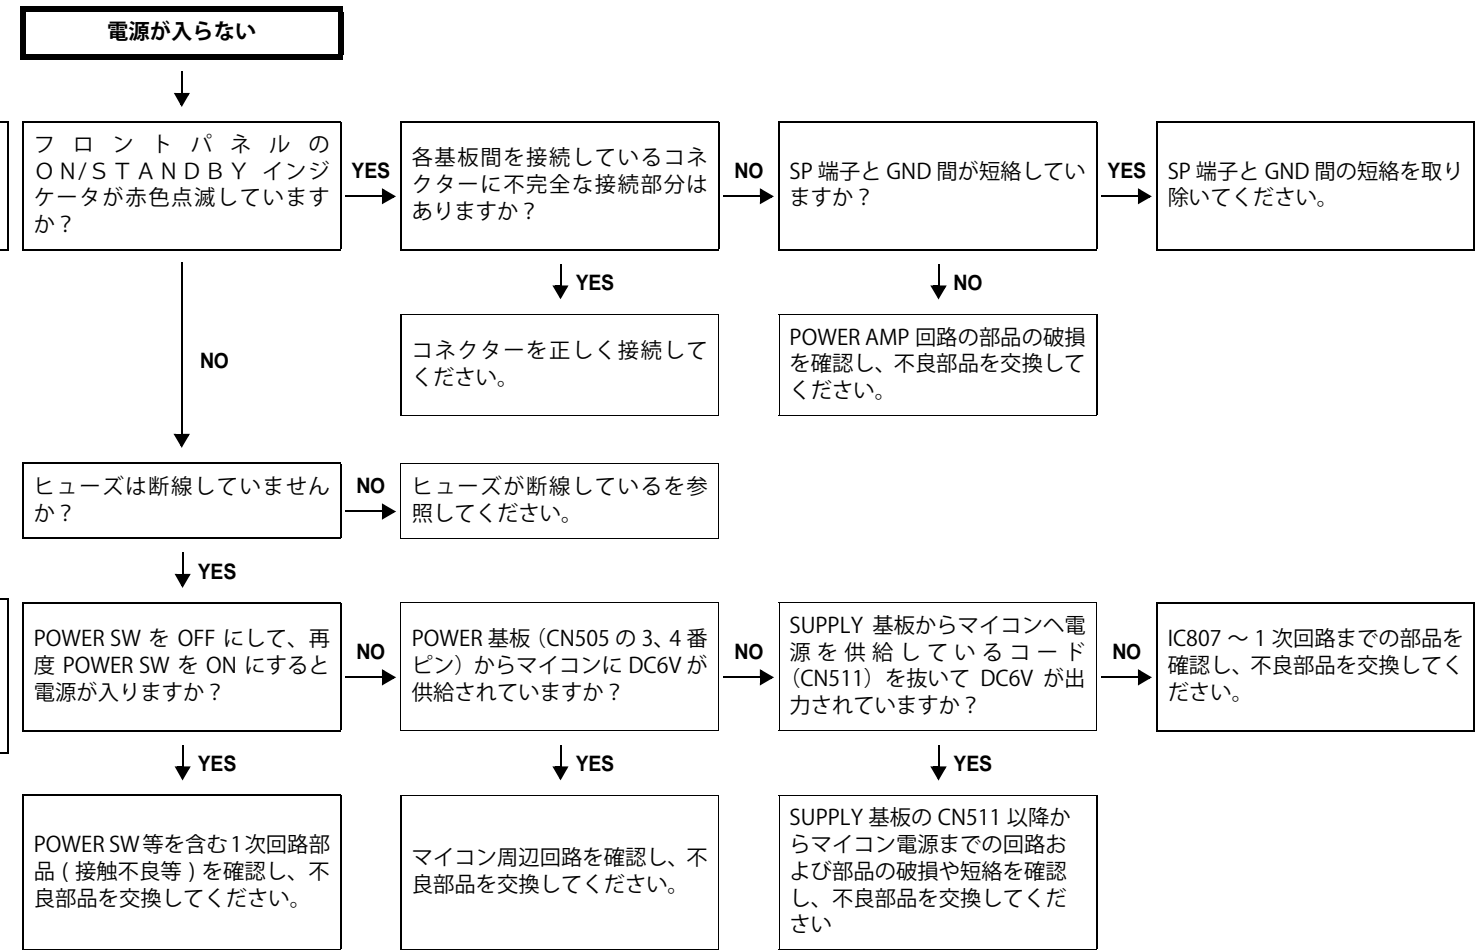 電源が入らない
フロントパネルの
ON/STANDBY インジ
ケータが赤色点滅しています
か？
YES
各基板間を接続しているコネ
クターに不完全な接続部分は
ありますか？
NO
SP 端子と GND 間が短絡してい
ますか？
YES
SP 端子と GND 間の短絡を取り
除いてください。
YES
NO
コネクターを正しく接続して
ください。
POWER AMP 回路の部品の破損
を確認し、不良部品を交換して
ください。
NO
ヒューズは断線していません
か？
NO
ヒューズが断線しているを参
照してください。
YES
POWER SW を OFF にして、再
度 POWER SW を ON にすると
電源が入りますか？
NO
POWER 基板（CN505 の 3、4 番
ピン）からマイコンに DC6V が
供給されていますか？
NO
SUPPLY 基板からマイコンへ電
源を供給しているコード
（CN511）を抜いて DC6V が出
力されていますか？
NO
IC807 ～ 1 次回路までの部品を
確認し、不良部品を交換してく
ださい。
YES
YES
YES
POWER SW 等を含む 1 次回路部
品 ( 接触不良等 ) を確認し、不
良部品を交換してください。
マイコン周辺回路を確認し、不
良部品を交換してください。
SUPPLY 基板の CN511 以降か
らマイコン電源までの回路お
よび部品の破損や短絡を確認
し、不良部品を交換してくだ
さい